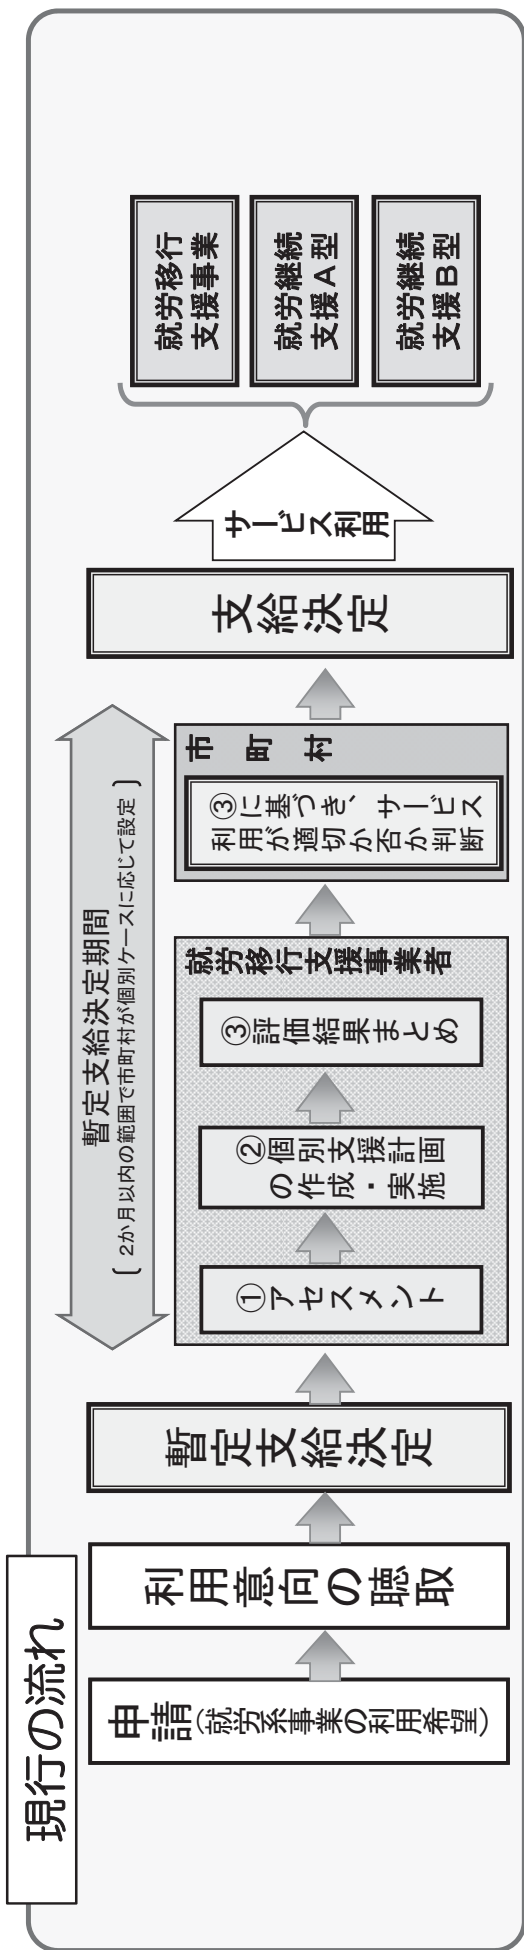 現行の流れ
申請(就労系事業の利用希望)
利用意向の聴取
暫定支給決定
暫定支給決定期間
〔 2か月以内の範囲で市町村が個別ケースに応じて設定 〕
就労移行支援事業者
①アセスメント
②個別支援計画
の作成・実施
③評価結果まとめ
市町村
③に基づき、サービス
利用が適切か否か判断
支給決定
サービス利用
就労移行
支援事業
就労継続
支援A型
就労継続
支援B型